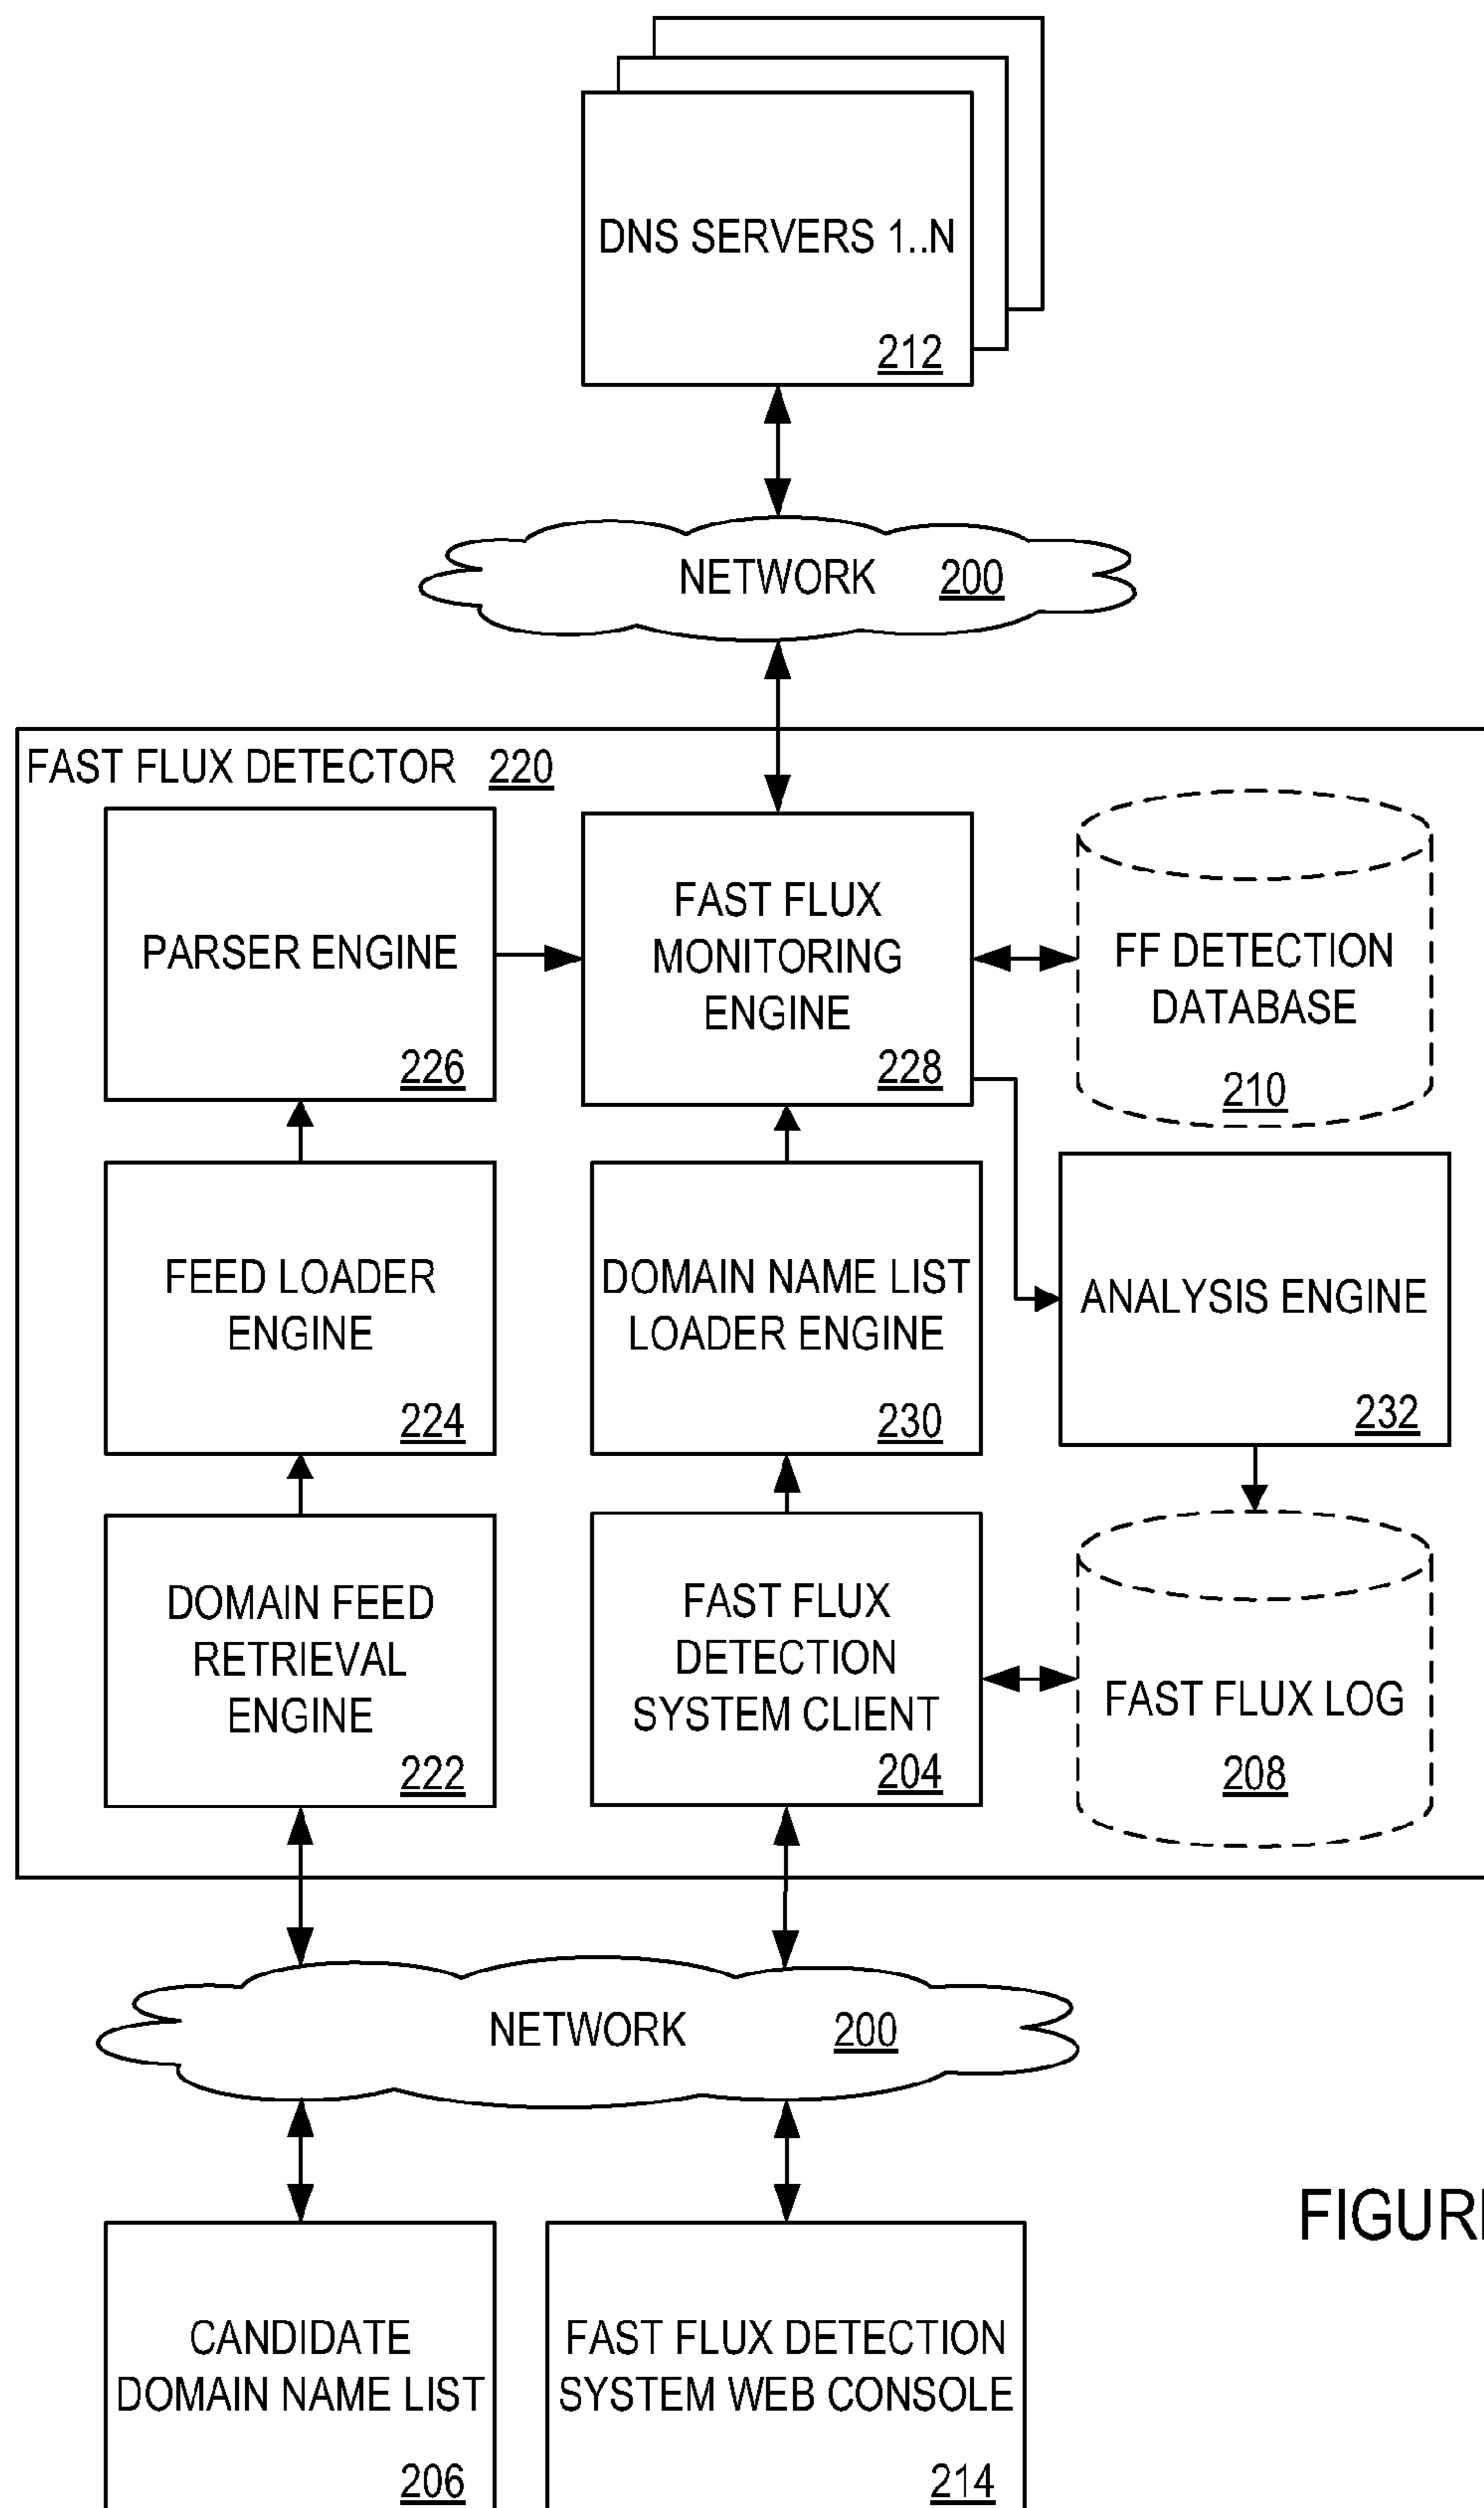 DNS SERVERS 1..N
212
NETWORK 200
FAST FLUX DETECTOR 220
PARSER ENGINE
226
FAST FLUX
MONITORING
ENGINE
228
FF DETECTION
DATABASE
210
FEED LOADER
ENGINE
224
DOMAIN NAME LIST
LOADER ENGINE
230
ANALYSIS ENGINE
232
DOMAIN FEED
RETRIEVAL
ENGINE
222
FAST FLUX
DETECTION
SYSTEM CLIENT
204
FAST FLUX LOG
208
NETWORK 200
CANDIDATE
DOMAIN NAME LIST
206
FAST FLUX DETECTION
SYSTEM WEB CONSOLE
214